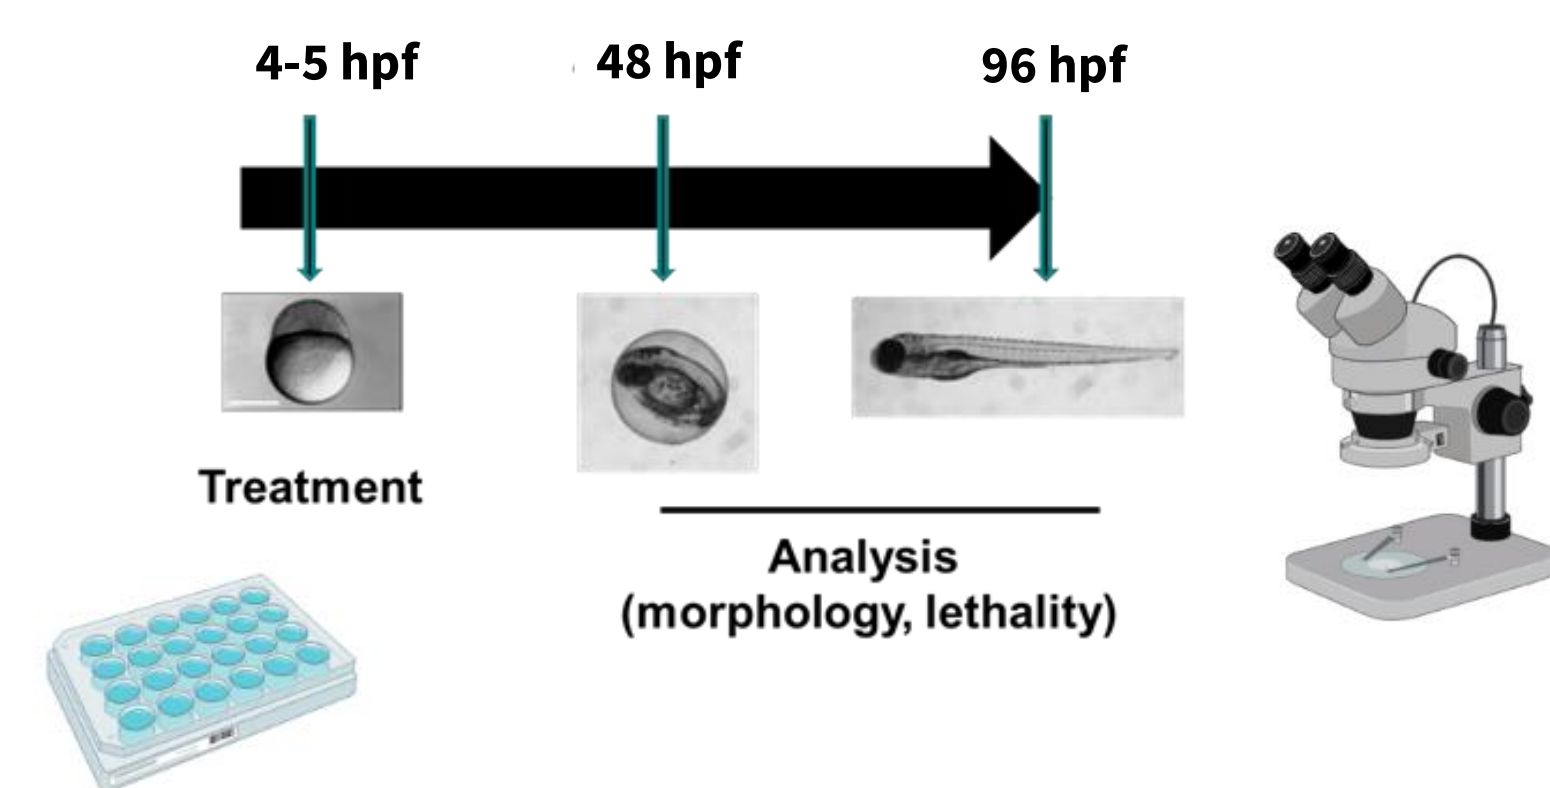 4-5 hpf
48 hpf
96 hpf
Treatment
Analysis
(morphology, lethality)